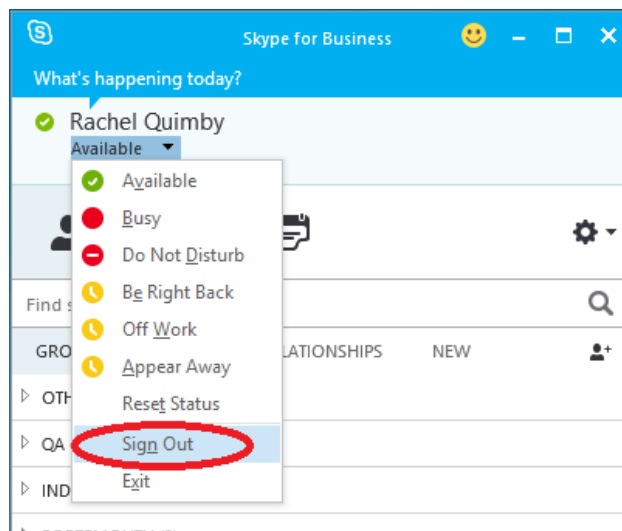 Skype for Business
What's happening today?
Rachel Quimby
Available
Available
Busy
Do Not Disturb
Be Right Back
Off Work
Appear Away
Reset Status
Sign Out
Exit
Find
GRO LATIONSHIPS NEW
OTH
QA
IND